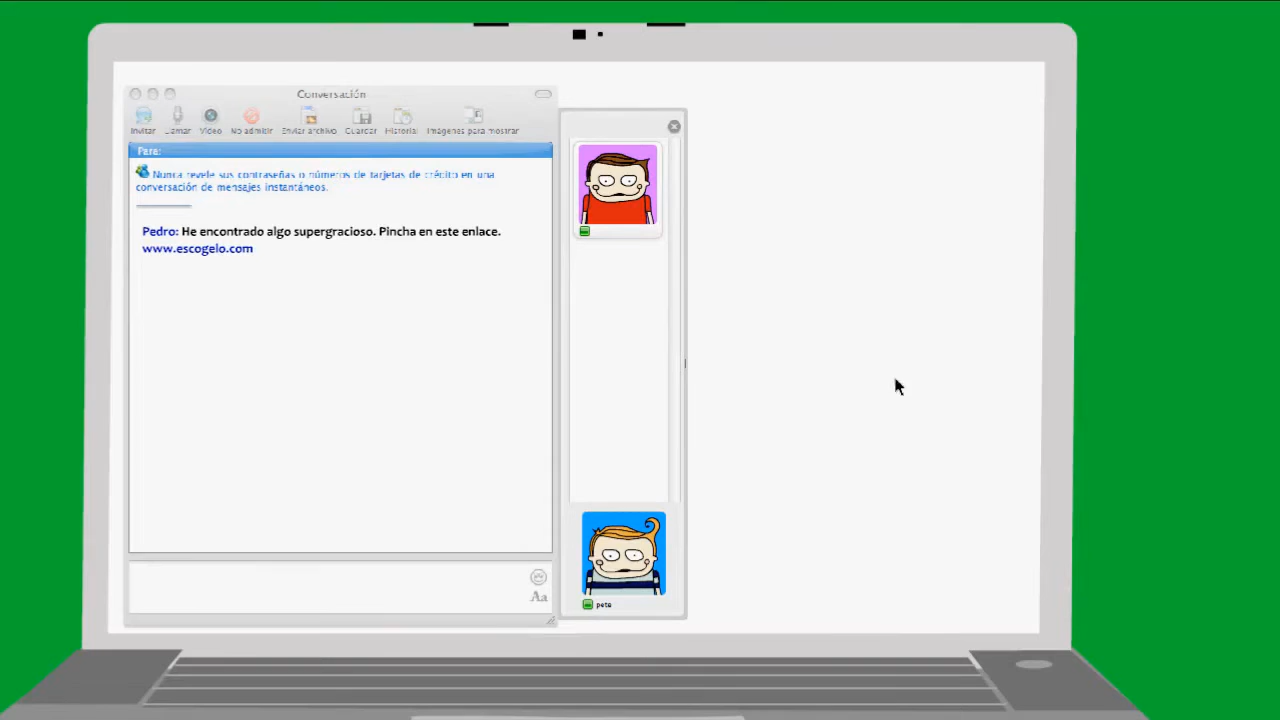 Conversación
Invitar Llamar Vídeo No admitir Enviar archivo Guardar Historial Imágenes para mostrar
Para:
Nunca revele sus contraseñas o números de tarjetas de crédito en una
conversación de mensajes instantáneos.
Pedro: He encontrado algo supergracioso. Pincha en este enlace.
www.escogelo.com
Aa
pete